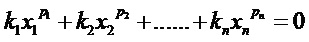 k₁x₁^{p₁} + k₂x₂^{p₂} + ...... + kₙxₙ^{pₙ} = 0